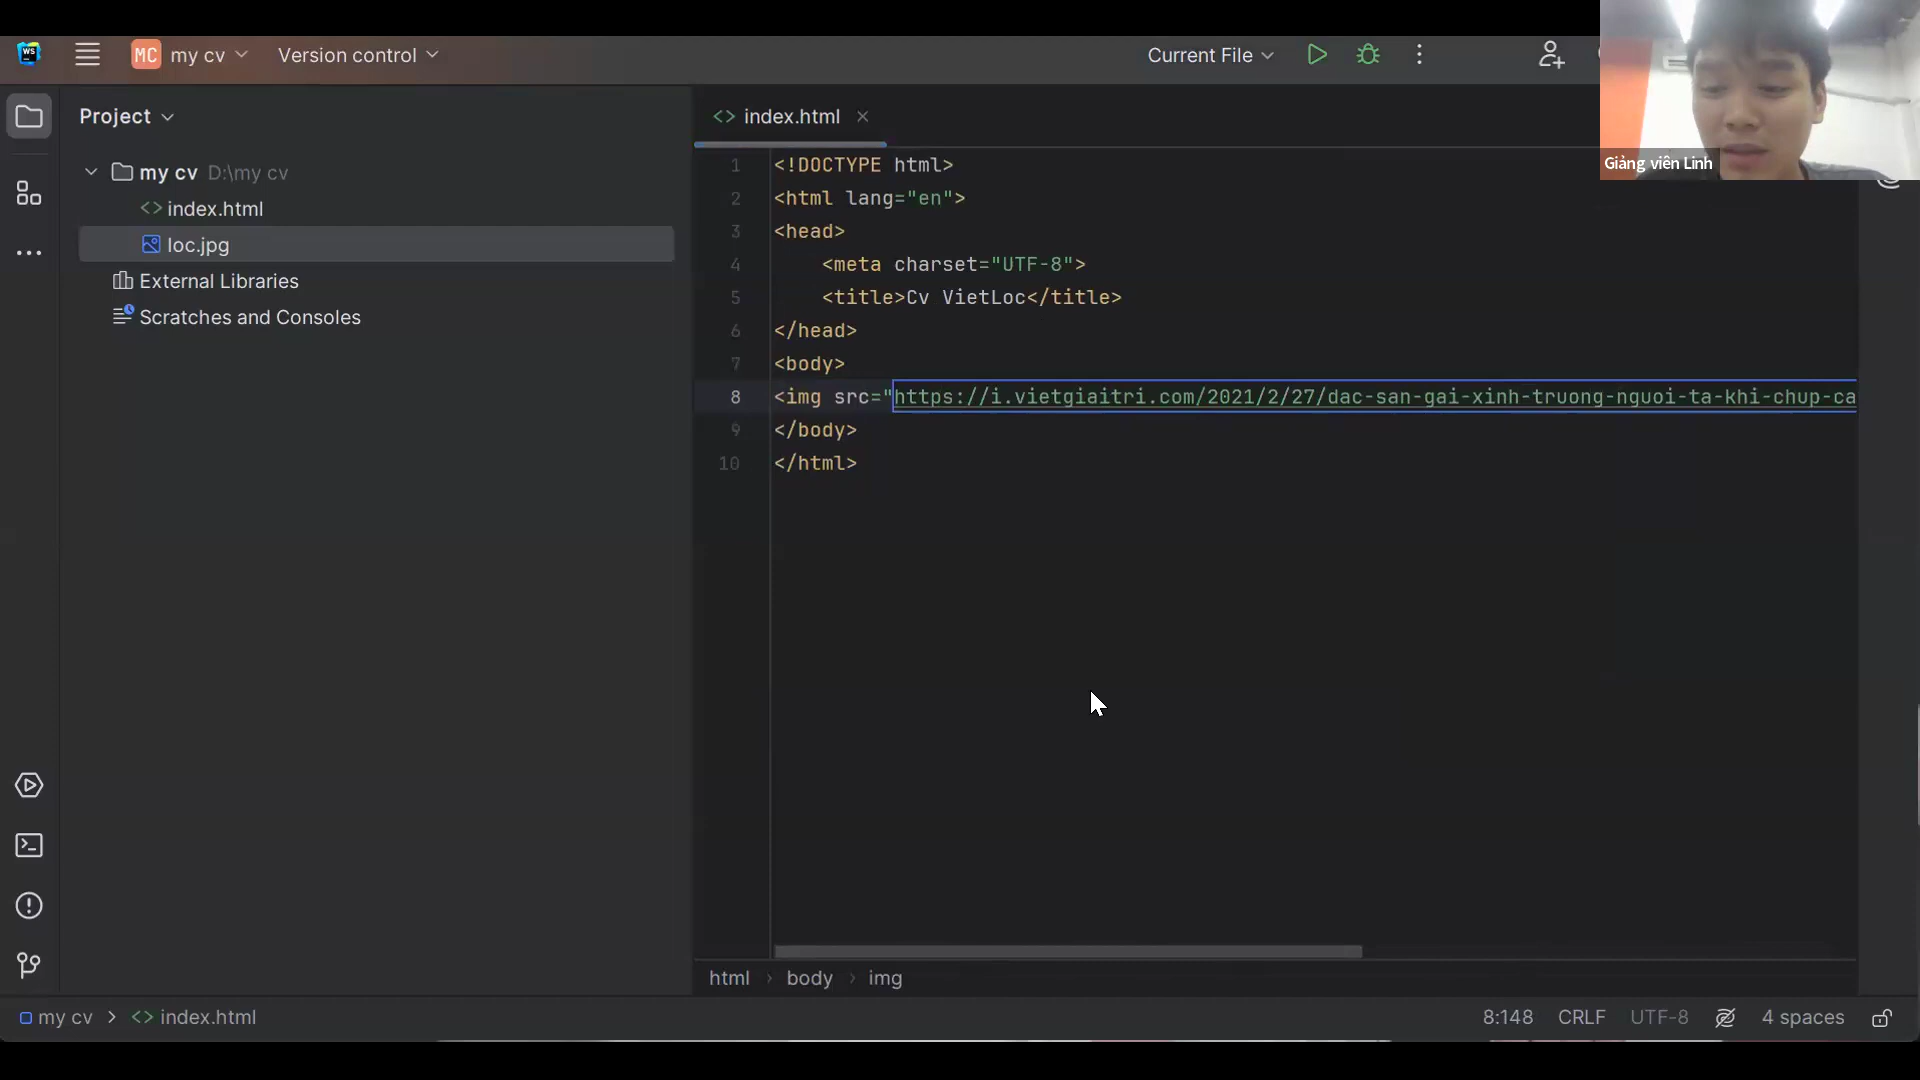 WS MC my cv Version control Current File
Giảng viên Linh
Project
my cv D:\my cv
index.html
loc.jpg
External Libraries
Scratches and Consoles
index.html
1 <!DOCTYPE html>
2 <html lang="en">
3 <head>
4 <meta charset="UTF-8">
5 <title>Cv VietLoc</title>
6 </head>
7 <body>
8 <img src="https://i.vietgiaitri.com/2021/2/27/dac-san-gai-xinh-truong-nguoi-ta-khi-chup-ca
9 </body>
10 </html>
html body img
my cv index.html 8:148 CRLF UTF-8 4 spaces